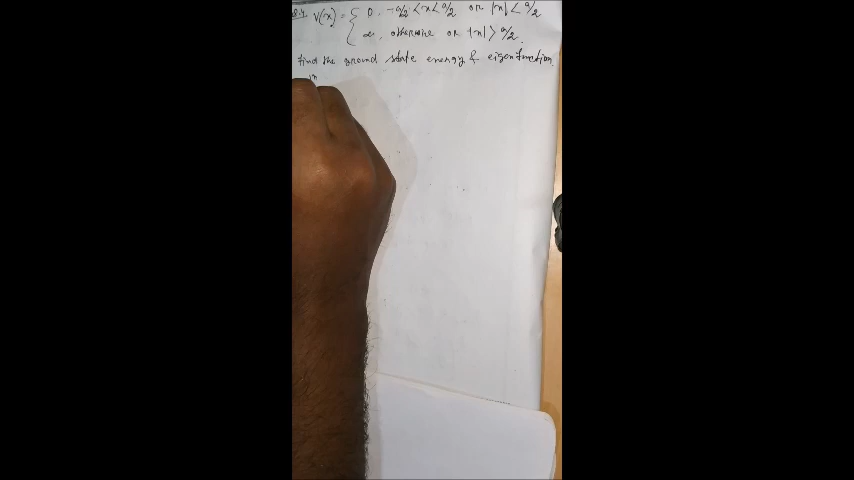 V(x) = { 0, -a/2 < x < a/2 or |x| < a/2
∞, otherwise or |x| > a/2.
Find the ground state energy & eigenfunction.